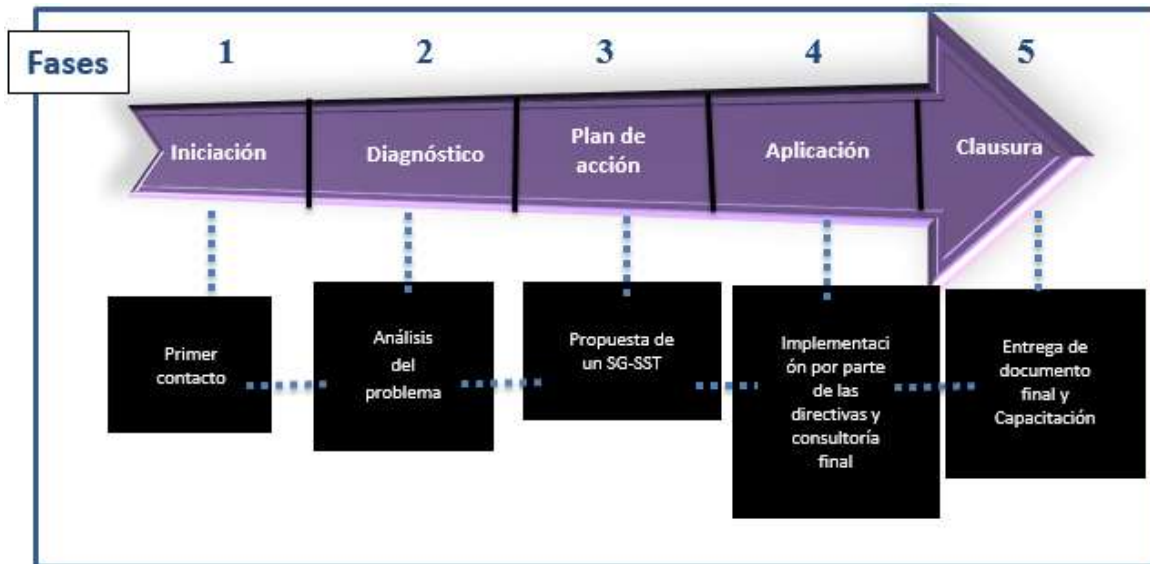 Fases
1
2
3
4
5
Iniciación
Diagnóstico
Plan de
acción
Aplicación
Clausura
Primer
contacto
Análisis
del
problema
Propuesta de
un SG-SST
Implementaci
ón por parte
de las
directivas y
consultoría
final
Entrega de
documento
final y
Capacitación